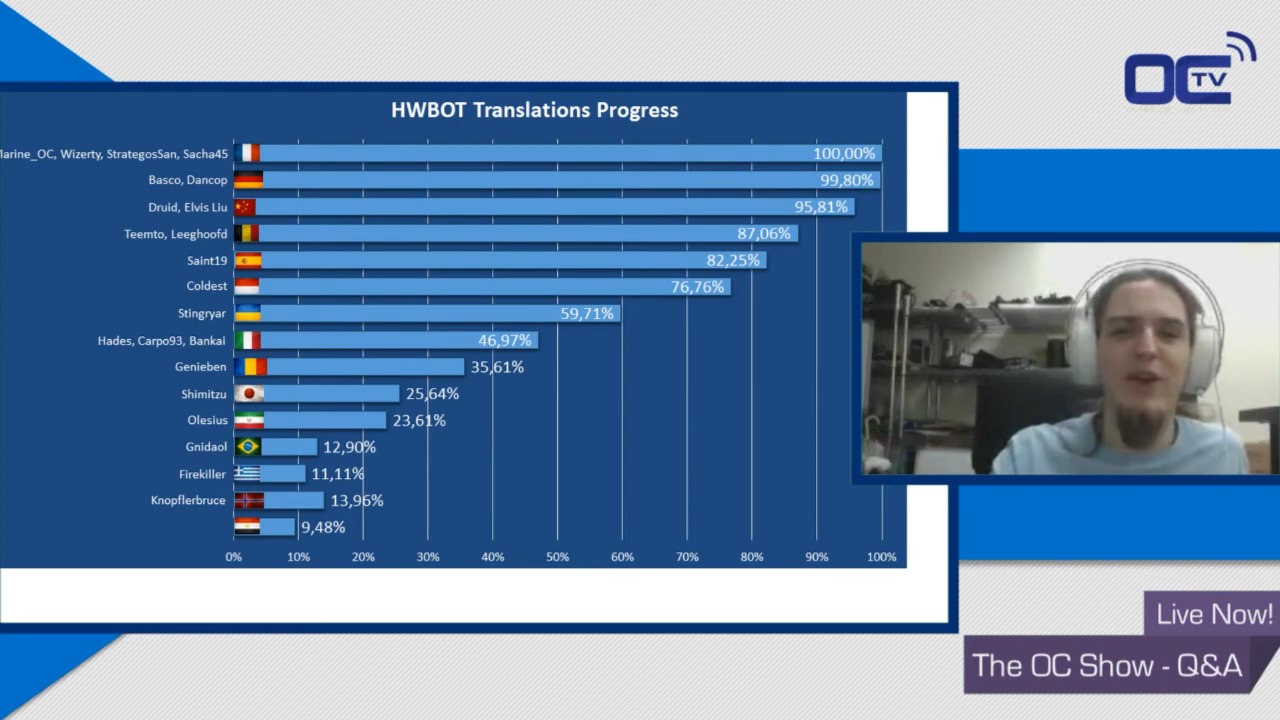 OC TV
HWBOT Translations Progress
Marine_OC, Wizerty, StrategosSan, Sacha45 100,00%
Basco, Dancop 99,80%
Druid, Elvis Liu 95,81%
Teemto, Leeghoofd 87,06%
Saint19 82,25%
Coldest 76,76%
Stingryar 59,71%
Hades, Carpo93, Bankai 46,97%
Genieben 35,61%
Shimitzu 25,64%
Olesius 23,61%
Gnidaol 12,90%
Firekiller 11,11%
Knopflerbruce 13,96%
9,48%
0% 10% 20% 30% 40% 50% 60% 70% 80% 90% 100%
Live Now!
The OC Show - Q&A